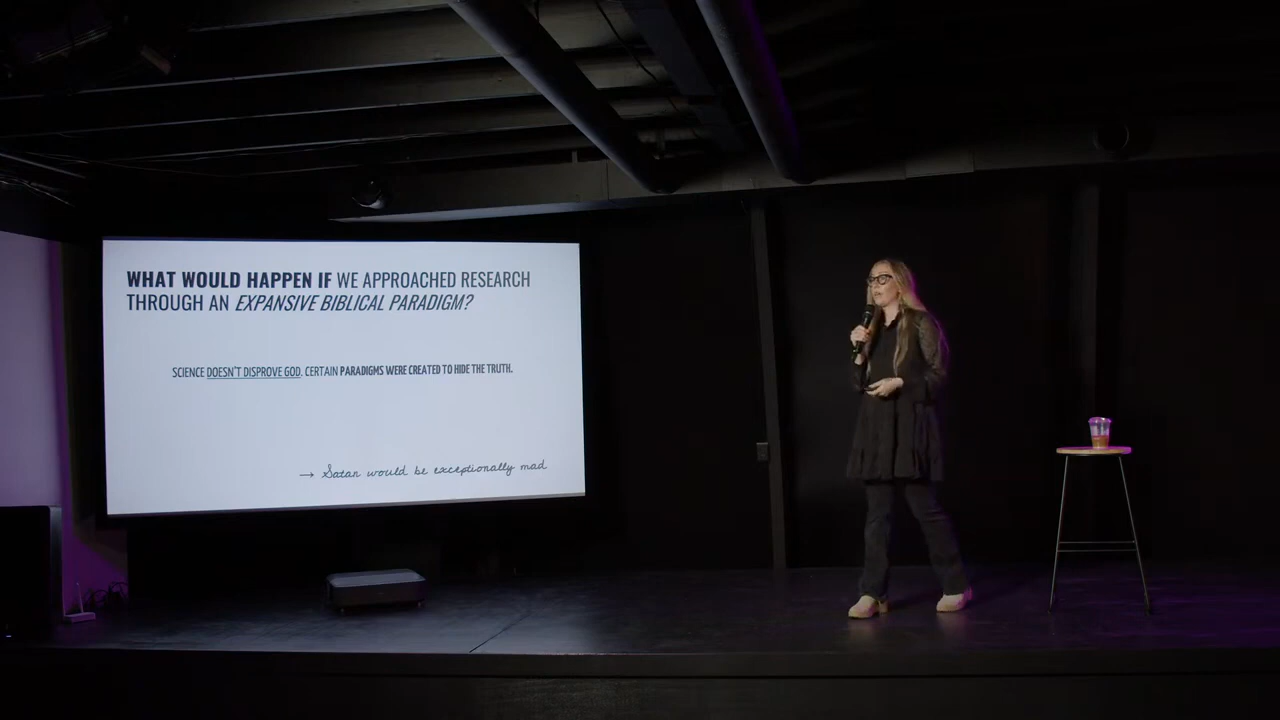 WHAT WOULD HAPPEN IF WE APPROACHED RESEARCH
THROUGH AN EXPANSIVE BIBLICAL PARADIGM?
SCIENCE DOESN'T DISPROVE GOD. CERTAIN PARADIGMS WERE CREATED TO HIDE THE TRUTH.
→ Satan would be exceptionally mad